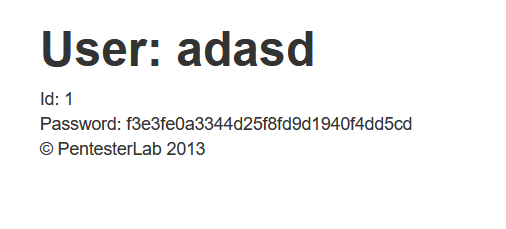 User: adasd
Id: 1
Password: f3e3fe0a3344d25f8fd9d1940f4dd5cd
© PentesterLab 2013